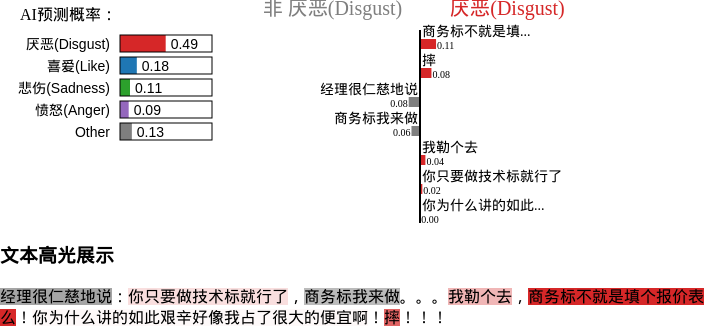 AI预测概率：
厌恶(Disgust) 0.49
喜爱(Like) 0.18
悲伤(Sadness) 0.11
愤怒(Anger) 0.09
Other 0.13
非 厌恶(Disgust) 厌恶(Disgust)
商务标不就是填...
0.11
摔
0.08
经理很仁慈地说
0.08
商务标我来做
0.06
我勒个去
0.04
你只要做技术标就行了
0.02
你为什么讲的如此...
0.00
文本高光展示
经理很仁慈地说：你只要做技术标就行了，商务标我来做。。。我勒个去，商务标不就是填个报价表
么！你为什么讲的如此艰辛好像我占了很大的便宜啊！摔！！！